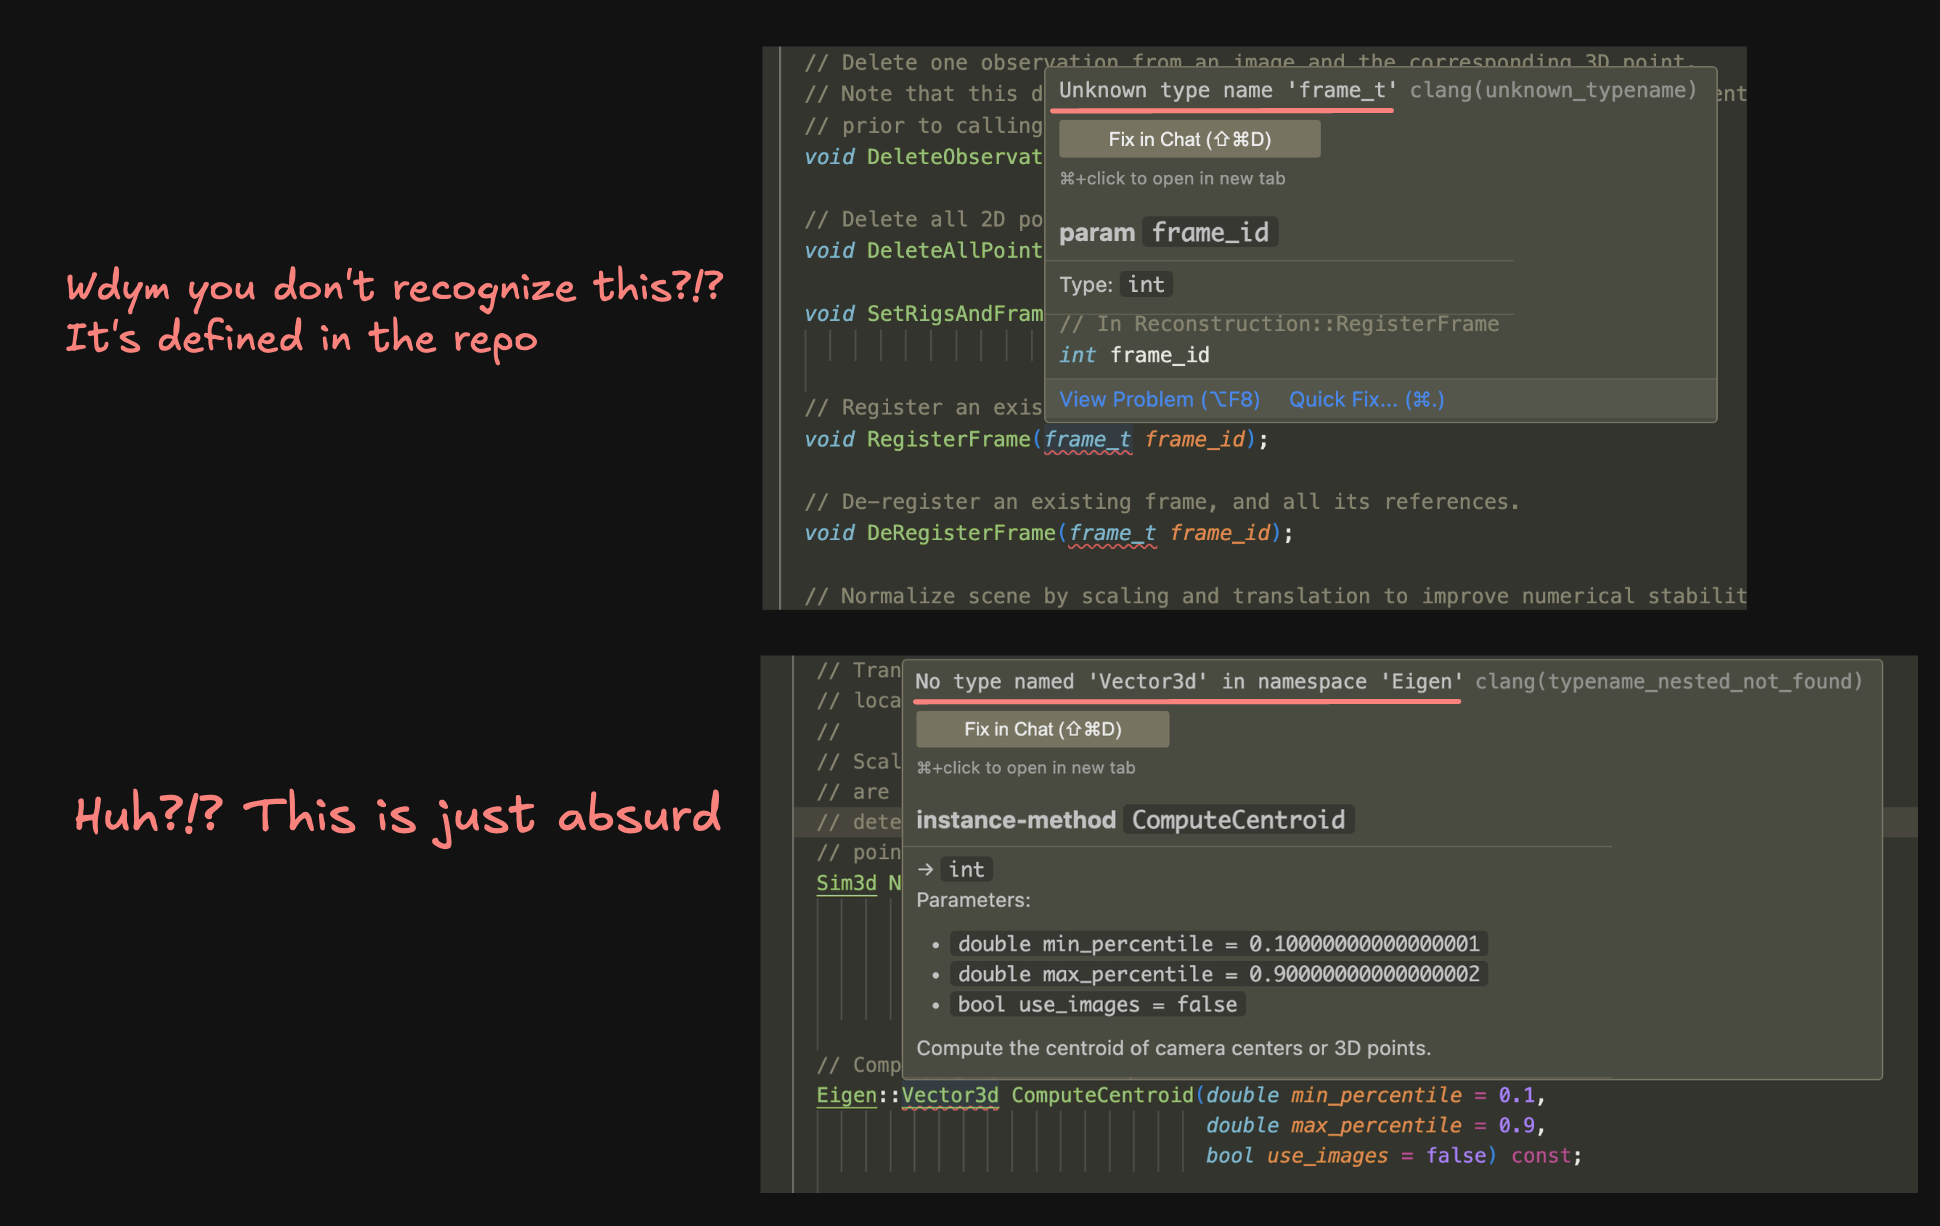 // Delete one observation from an image and the corresponding 3D point.
Unknown type name 'frame_t' clang(unknown_typename)
// Note that this d
ent
// prior to calling
Fix in Chat (⇧⌘D)
void DeleteObservat
⌘+click to open in new tab
// Delete all 2D po
param frame_id
void DeleteAllPoint
Wdym you don't recognize this?!?
It's defined in the repo
Type: int
void SetRigsAndFram
// In Reconstruction::RegisterFrame
int frame_id
View Problem (⌥F8) Quick Fix... (⌘.)
// Register an exis
void RegisterFrame(frame_t frame_id);
// De-register an existing frame, and all its references.
void DeRegisterFrame(frame_t frame_id);
// Normalize scene by scaling and translation to improve numerical stabilit
// Tran
No type named 'Vector3d' in namespace 'Eigen' clang(typename_nested_not_found)
// loca
//
Fix in Chat (⇧⌘D)
// Scal
⌘+click to open in new tab
// are
Huh?!? This is just absurd
// dete
instance-method ComputeCentroid
// poin
→ int
Sim3d N
Parameters:
• double min_percentile = 0.10000000000000001
• double max_percentile = 0.90000000000000002
• bool use_images = false
Compute the centroid of camera centers or 3D points.
// Comp
Eigen::Vector3d ComputeCentroid(double min_percentile = 0.1,
double max_percentile = 0.9,
bool use_images = false) const;